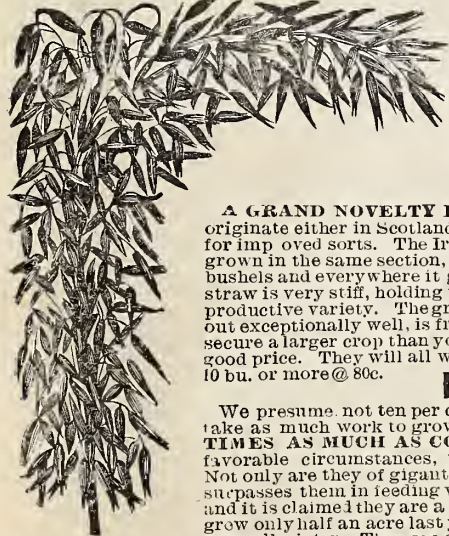 A GRAND NOVELTY
originate either in Scotland
for imp oved sorts. The Ir
grown in the same section,
bushels and everywhere it g
straw is very stiff, holding
productive variety. The gr
out exceptionally well, is fr
secure a larger crop than yo
good price. They will all w
10 bu. or more @ 80c.
We presume not ten per c
take as much work to grow
TIMES AS MUCH AS CO
favorable circumstances,
Not only are they of gigant
surpasses them in feeding v
and it is claimed they are a
grow only half an acre last y